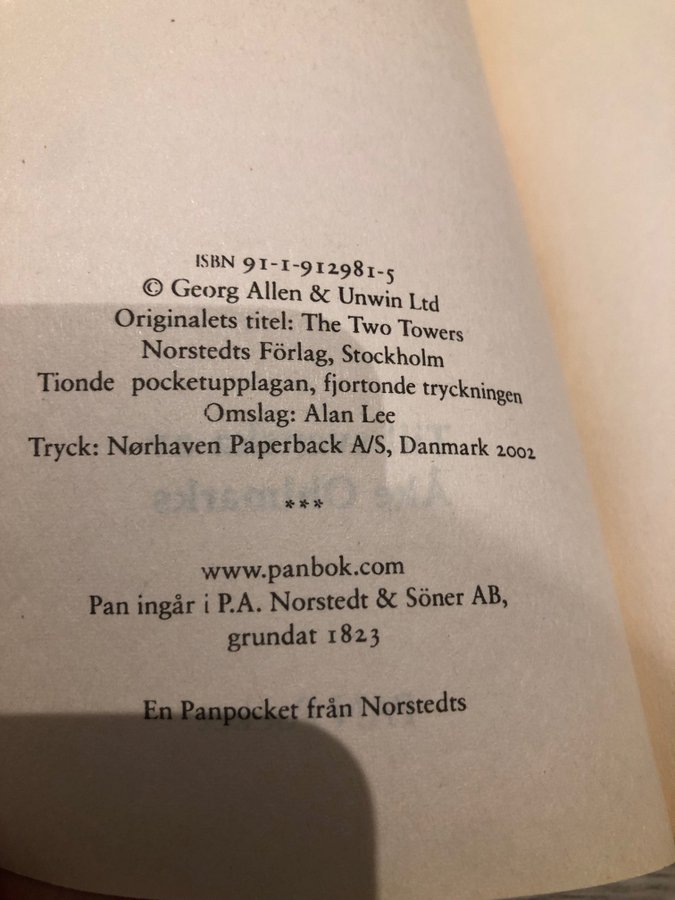 ISBN 91-1-912981-5
© Georg Allen & Unwin Ltd
Originalets titel: The Two Towers
Norstedts Förlag, Stockholm
Tionde pocketupplagan, fjortonde tryckningen
Omslag: Alan Lee
Tryck: Nørhaven Paperback A/S, Danmark 2002
Åke Ohlmarks
***
www.panbok.com
Pan ingår i P.A. Norstedt & Söner AB,
grundat 1823
En Panpocket från Norstedts